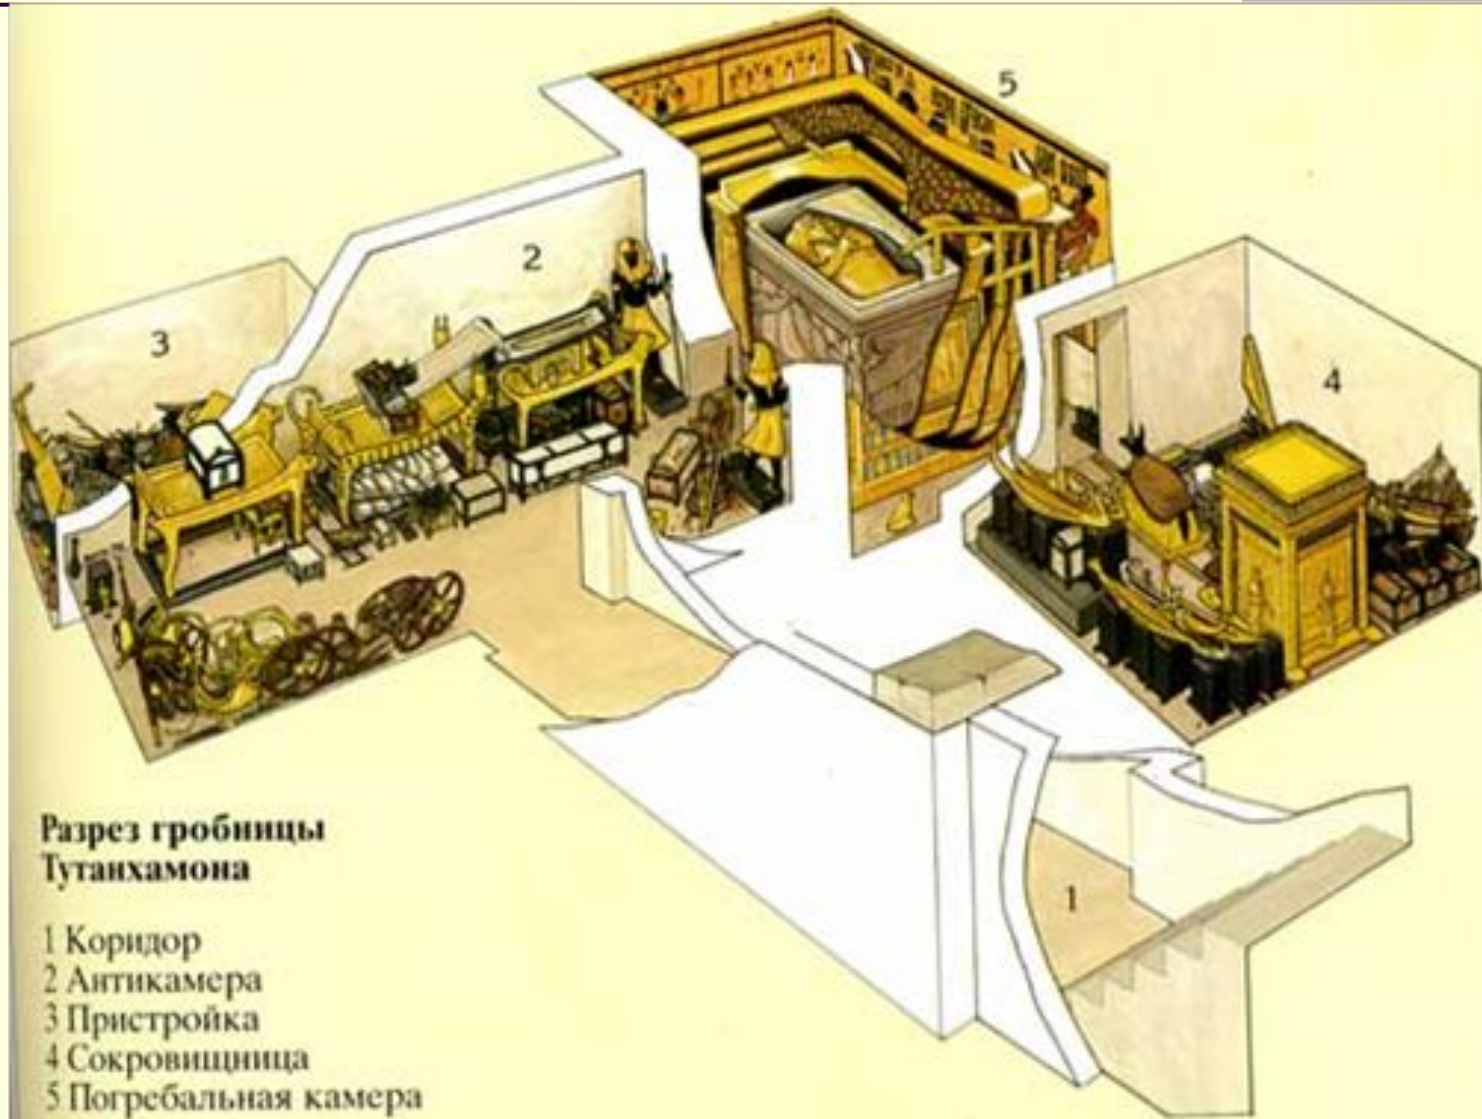 5
2
3
4
1
Разрез гробницы
Тутанхамона
1 Коридор
2 Антикамера
3 Пристройка
4 Сокровищница
5 Погребальная камера